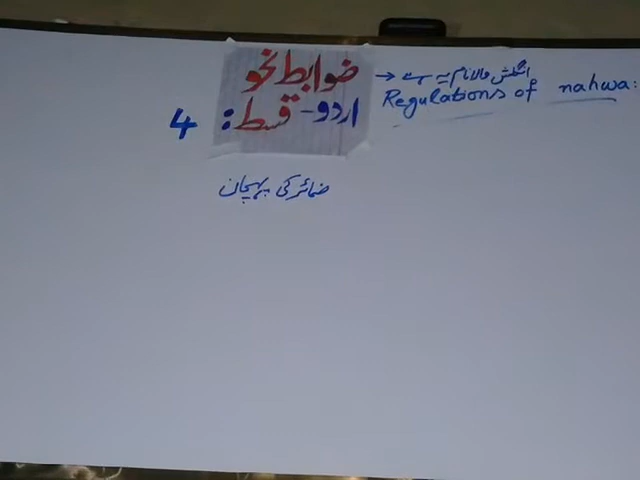 ضوابط نحو
اردو - قسط: 4
→ انگلش والا نام یہ ہے
Regulations of nahwa:
ضمائر کی پہچان